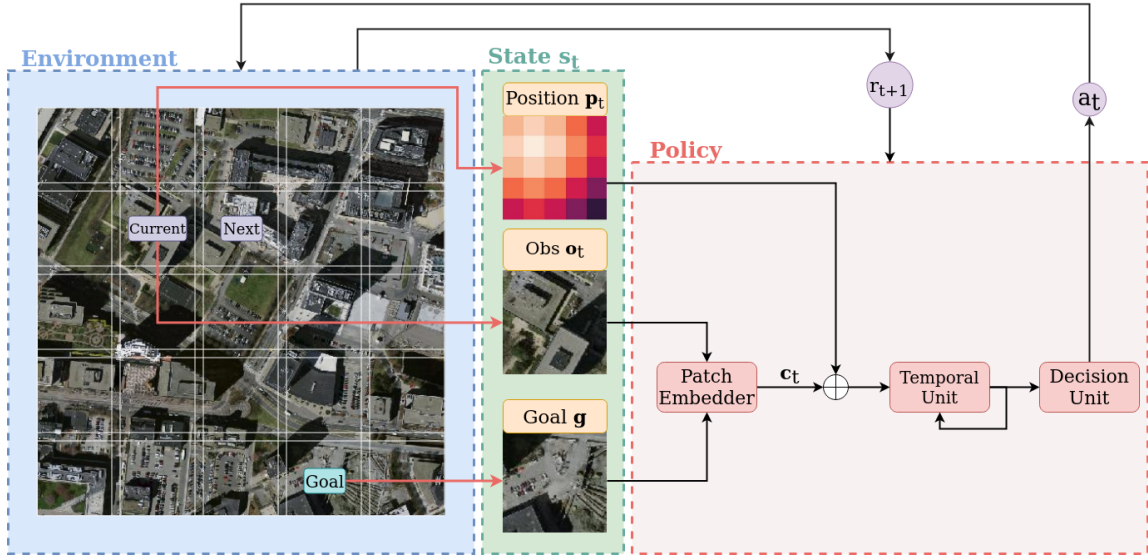 Environment
State s_t
r_t+1
a_t
Position p_t
Policy
Current
Next
Obs o_t
c_t
Patch
Embedder
Temporal
Unit
Decision
Unit
Goal g
Goal